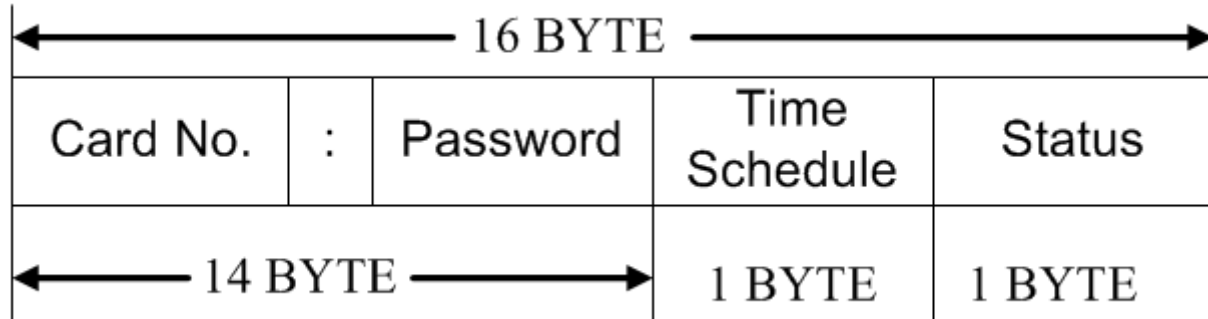 16 BYTE
Card No. : Password Time Schedule Status
14 BYTE 1 BYTE 1 BYTE